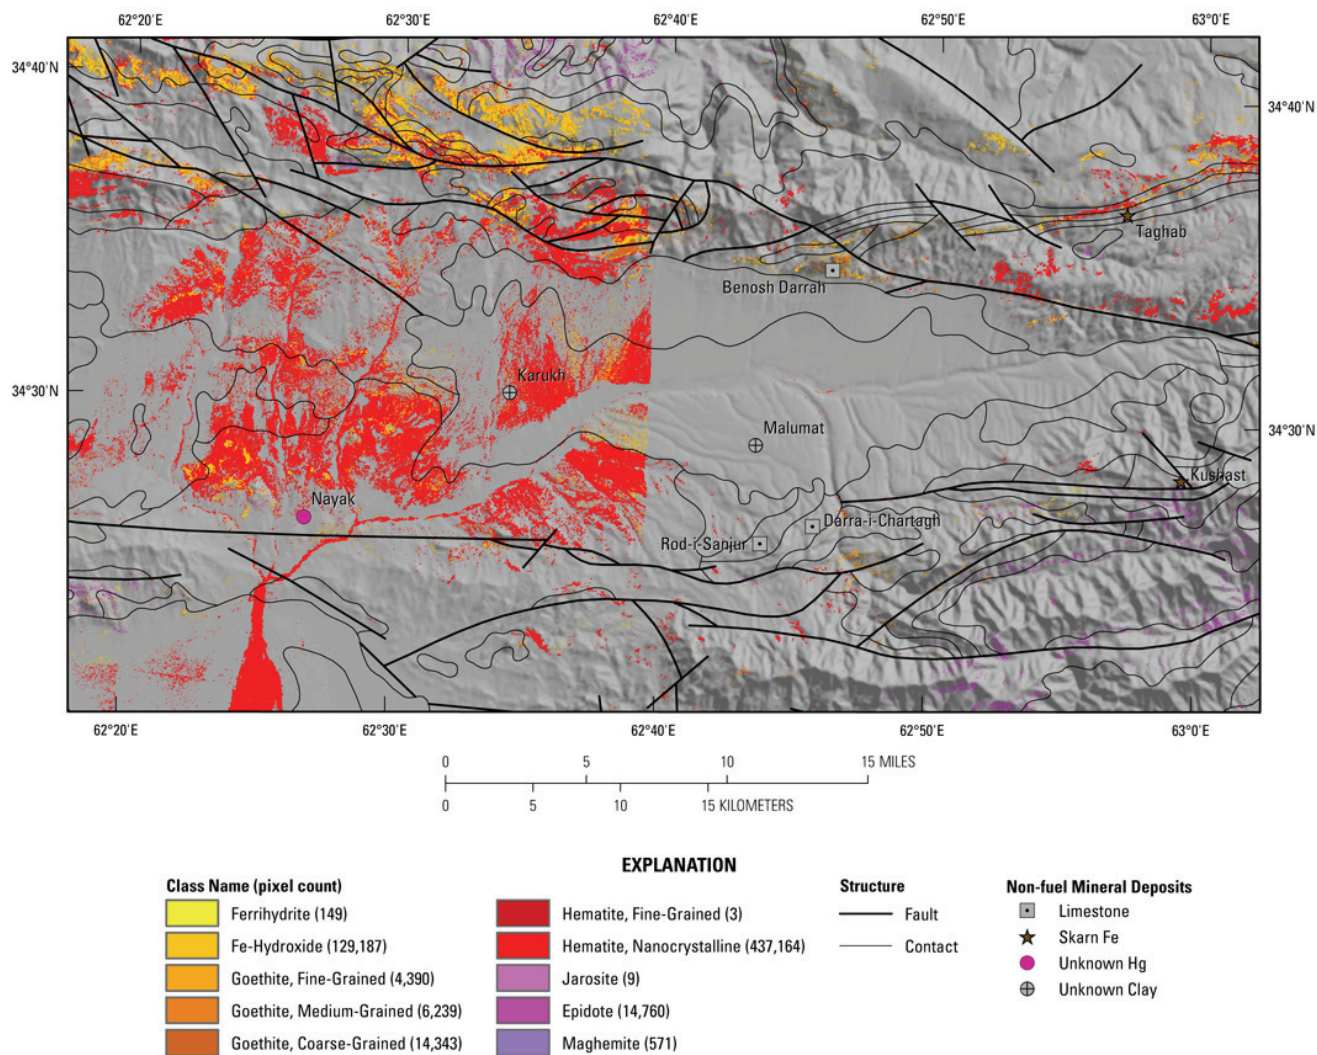 62°20'E 62°30'E 62°40'E 62°50'E 63°0'E
34°40'N
34°40'N
Taghab
Benosh Darrah
Karukh
34°30'N
Malumat
34°30'N
Kushast
Nayak
Darra-i-Chartagh
Rod-i-Sanjur
62°20'E 62°30'E 62°40'E 62°50'E 63°0'E
0 5 10 15 MILES
0 5 10 15 KILOMETERS
EXPLANATION
Class Name (pixel count)
Ferrihydrite (149)
Fe-Hydroxide (129,187)
Goethite, Fine-Grained (4,390)
Goethite, Medium-Grained (6,239)
Goethite, Coarse-Grained (14,343)
Hematite, Fine-Grained (3)
Hematite, Nanocrystalline (437,164)
Jarosite (9)
Epidote (14,760)
Maghemite (571)
Structure
Fault
Contact
Non-fuel Mineral Deposits
Limestone
Skarn Fe
Unknown Hg
Unknown Clay